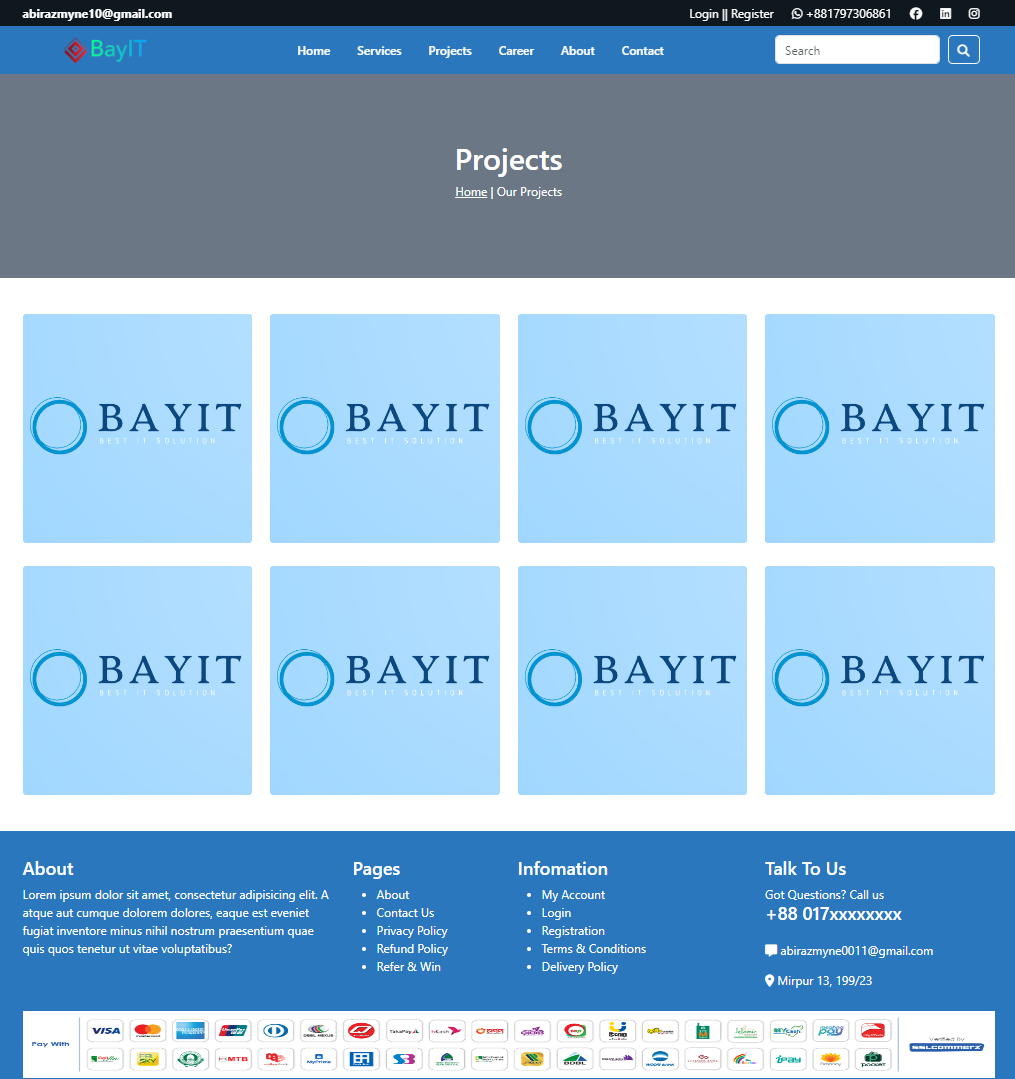 abirazmyne10@gmail.com
Login || Register
+881797306861
BayIT
Home
Services
Projects
Career
About
Contact
Search
Projects
Home | Our Projects
BAYIT
BEST IT SOLUTION
BAYIT
BEST IT SOLUTION
BAYIT
BEST IT SOLUTION
BAYIT
BEST IT SOLUTION
BAYIT
BEST IT SOLUTION
BAYIT
BEST IT SOLUTION
BAYIT
BEST IT SOLUTION
BAYIT
BEST IT SOLUTION
About
Lorem ipsum dolor sit amet, consectetur adipisicing elit. A
atque aut cumque dolorem dolores, eaque est eveniet
fugiat inventore minus nihil nostrum praesentium quae
quis quos tenetur ut vitae voluptatibus?
Pages
About
Contact Us
Privacy Policy
Refund Policy
Refer & Win
Infomation
My Account
Login
Registration
Terms & Conditions
Delivery Policy
Talk To Us
Got Questions? Call us
+88 017xxxxxxxx
abirazmyne0011@gmail.com
Mirpur 13, 199/23
Pay With
VISA
TakaPay
bKash
MTB
tpay
Verified by
SSLCOMMERZ